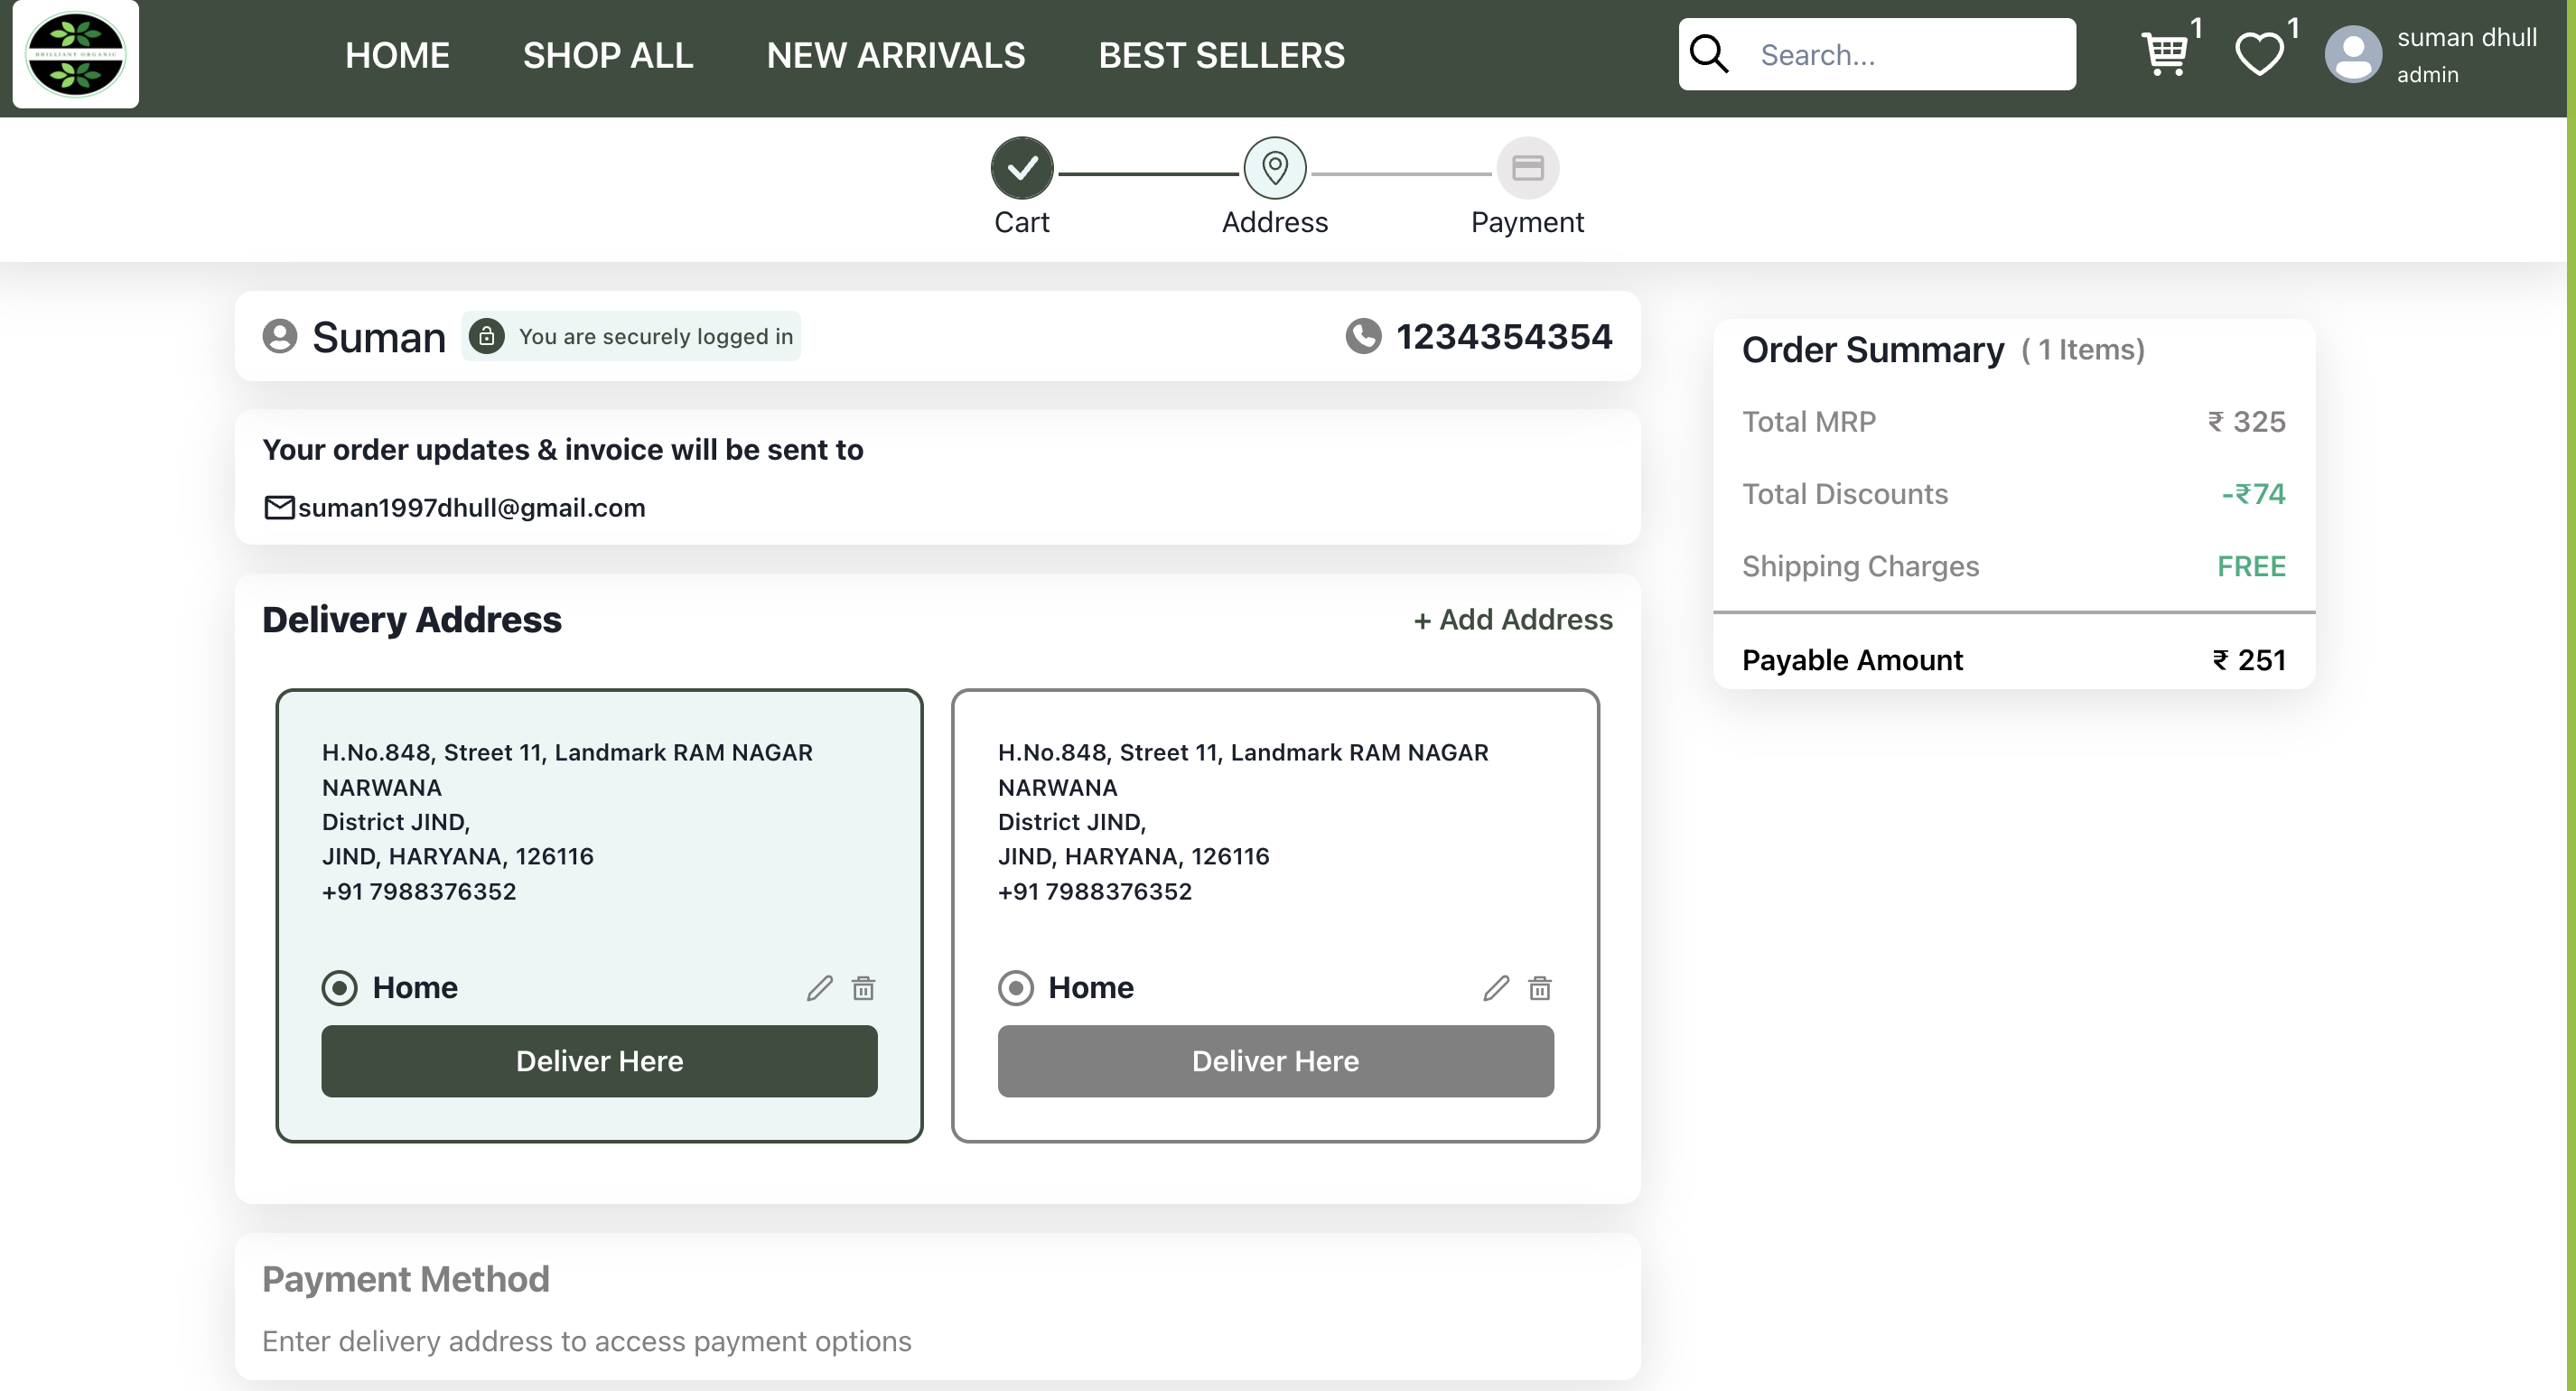 BRILLIANT ORGANIC
HOME
SHOP ALL
NEW ARRIVALS
BEST SELLERS
Search...
1
1
suman dhull
admin
Cart
Address
Payment
Suman
You are securely logged in
1234354354
Your order updates & invoice will be sent to
suman1997dhull@gmail.com
Delivery Address
+ Add Address
H.No.848, Street 11, Landmark RAM NAGAR
NARWANA
District JIND,
JIND, HARYANA, 126116
+91 7988376352
Home
Deliver Here
H.No.848, Street 11, Landmark RAM NAGAR
NARWANA
District JIND,
JIND, HARYANA, 126116
+91 7988376352
Home
Deliver Here
Payment Method
Enter delivery address to access payment options
Order Summary ( 1 Items)
Total MRP ₹ 325
Total Discounts -₹74
Shipping Charges FREE
Payable Amount ₹ 251